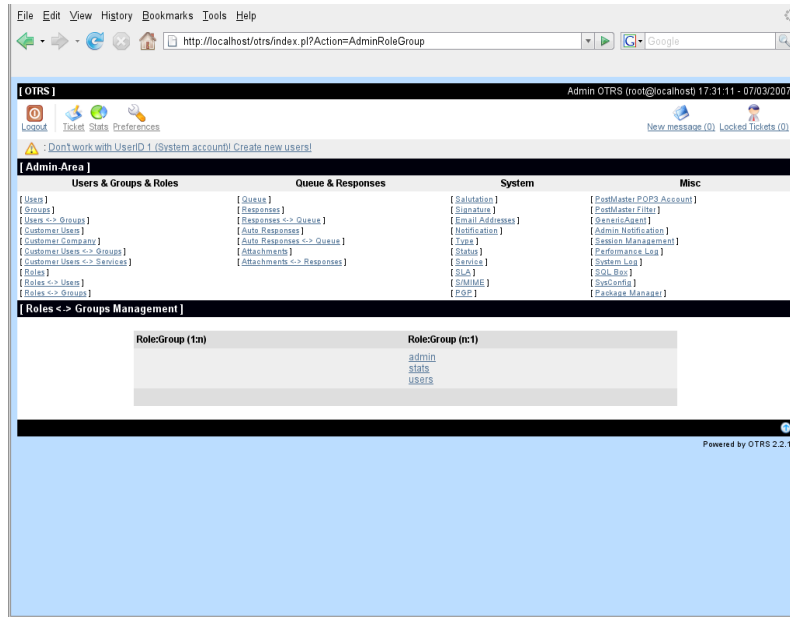 File Edit View History Bookmarks Tools Help
http://localhost/otrs/index.pl?Action=AdminRoleGroup
G Google
[ OTRS ] Admin OTRS (root@localhost) 17:31:11 - 07/03/2007
Logout Ticket Stats Preferences New message (0) Locked Tickets (0)
: Don't work with UserID 1 (System account)! Create new users!
[ Admin-Area ]
Users & Groups & Roles Queue & Responses System Misc
[ Users ] [ Queue ] [ Salutation ] [ PostMaster POP3 Account ]
[ Groups ] [ Responses ] [ Signature ] [ PostMaster Filter ]
[ Users <-> Groups ] [ Responses <-> Queue ] [ Email Addresses ] [ GenericAgent ]
[ Customer Users ] [ Auto Responses ] [ Notification ] [ Admin Notification ]
[ Customer Company ] [ Auto Responses <-> Queue ] [ Type ] [ Session Management ]
[ Customer Users <-> Groups ] [ Attachments ] [ Status ] [ Performance Log ]
[ Customer Users <-> Services ] [ Attachments <-> Responses ] [ Service ] [ System Log ]
[ Roles ] [ SLA ] [ SQL Box ]
[ Roles <-> Users ] [ S/MIME ] [ SysConfig ]
[ Roles <-> Groups ] [ PGP ] [ Package Manager ]
[ Roles <-> Groups Management ]
Role:Group (1:n) Role:Group (n:1)
admin
stats
users
Powered by OTRS 2.2.1